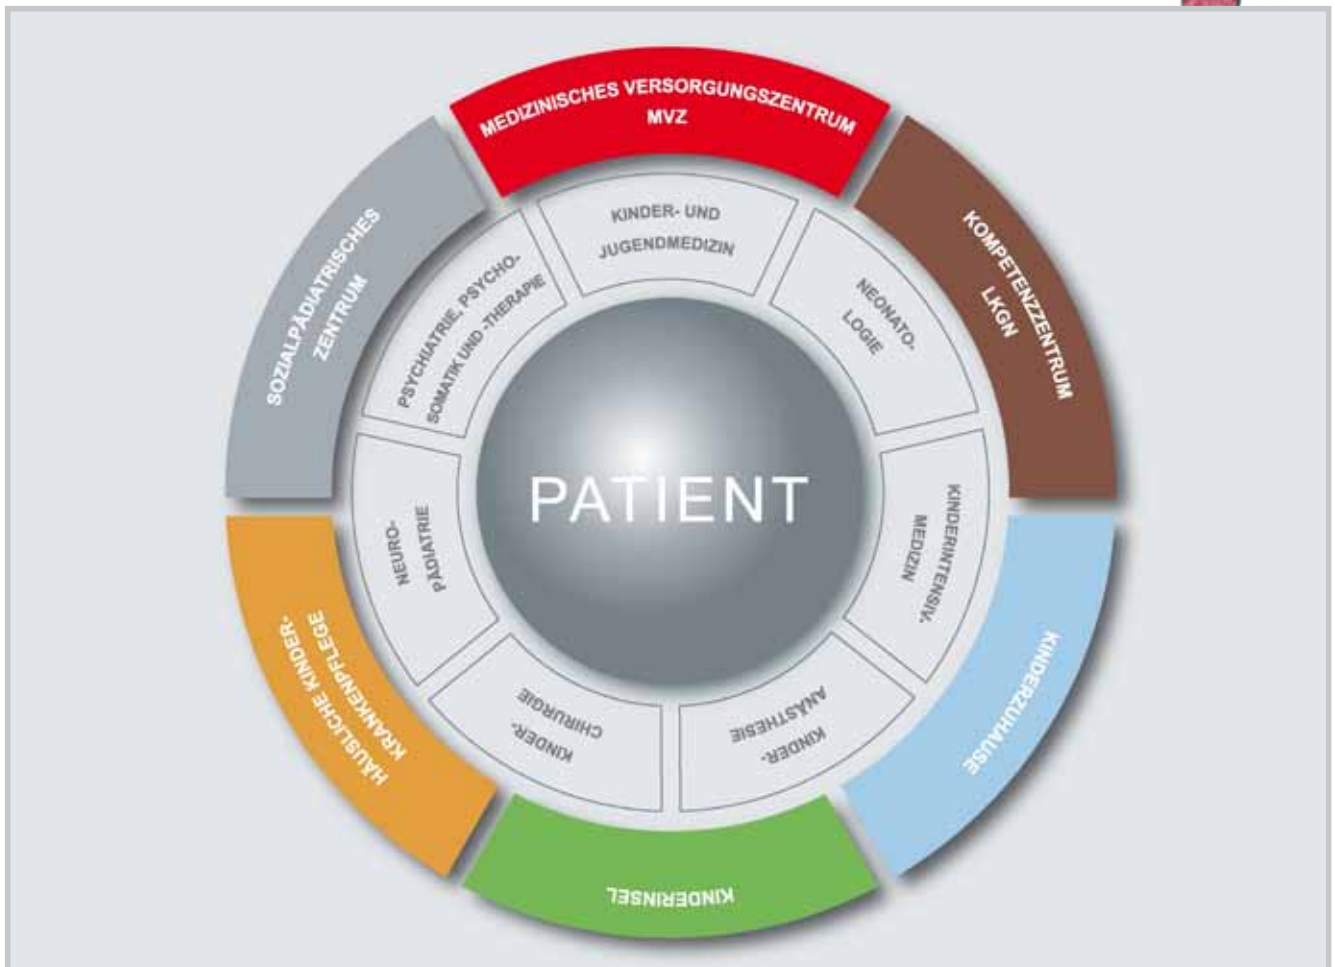 MEDIZINISCHES VERSORGUNGSZENTRUM
MVZ
KOMPETENZZENTRUM
LKGN
KINDERZUHAUSE
KINDERINSEL
HÄUSLICHE KINDER-
KRANKENPFLEGE
SOZIALPÄDIATRISCHES
ZENTRUM
KINDER- UND
JUGENDMEDIZIN
NEONATO-
LOGIE
KINDERINTENSIV-
MEDIZIN
KINDER-
ANÄSTHESIE
KINDER-
CHIRURGIE
NEURO-
PÄDIATRIE
PSYCHIATRIE, PSYCHO-
SOMATIK UND -THERAPIE
PATIENT